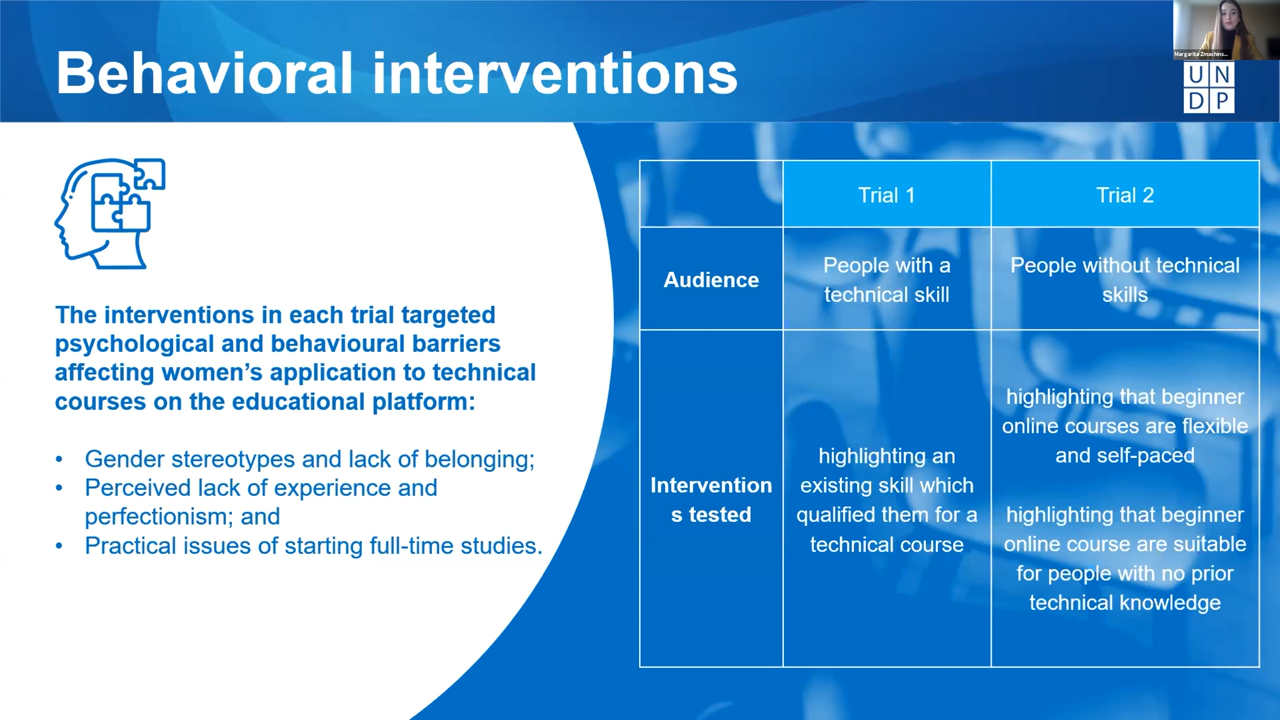 Behavioral interventions
Margarita Zmachins...
UN
DP
The interventions in each trial targeted
psychological and behavioural barriers
affecting women's application to technical
courses on the educational platform:
• Gender stereotypes and lack of belonging;
• Perceived lack of experience and
perfectionism; and
• Practical issues of starting full-time studies.
Trial 1
Trial 2
Audience
People with a
technical skill
People without technical
skills
Intervention
s tested
highlighting an
existing skill which
qualified them for a
technical course
highlighting that beginner
online courses are flexible
and self-paced
highlighting that beginner
online course are suitable
for people with no prior
technical knowledge